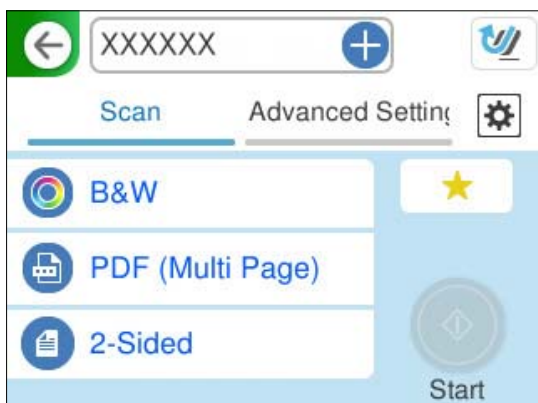 XXXXXX
Scan Advanced Setting
B&W
PDF (Multi Page)
2-Sided
Start